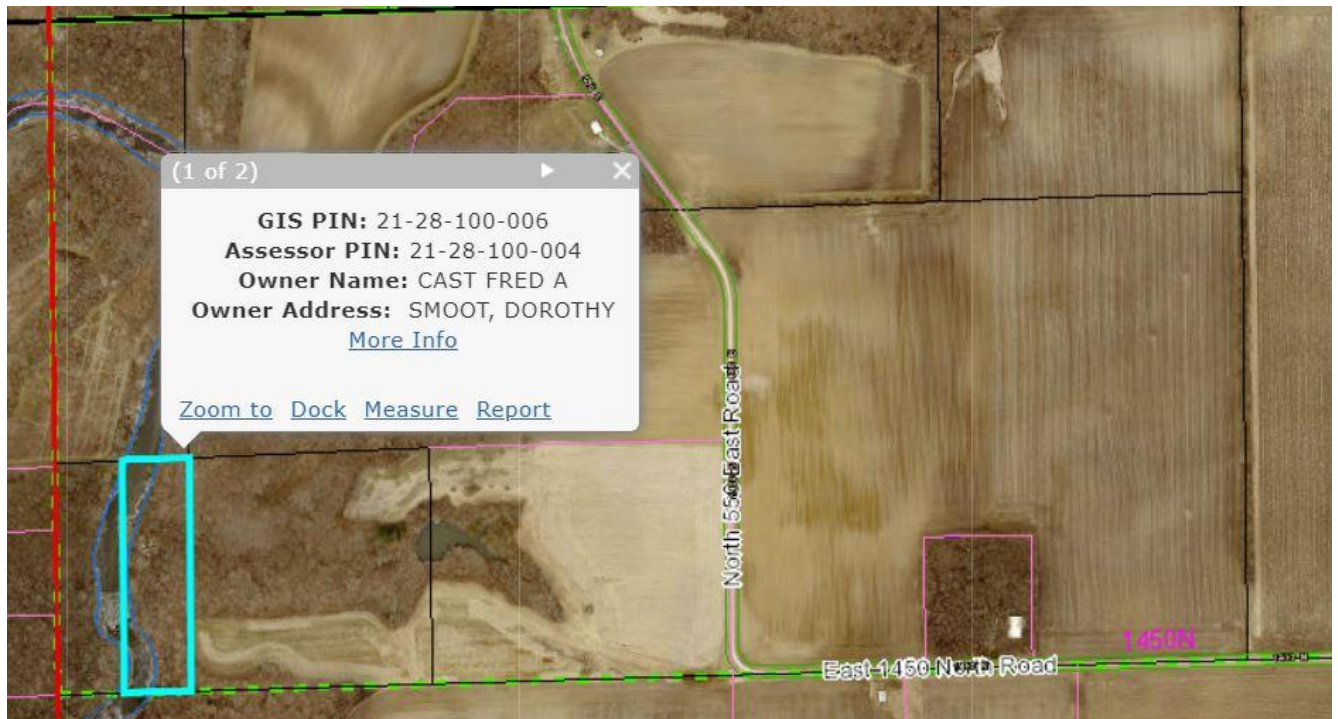 (1 of 2)
GIS PIN: 21-28-100-006
Assessor PIN: 21-28-100-004
Owner Name: CAST FRED A
Owner Address: SMOOT, DOROTHY
More Info
Zoom to Dock Measure Report
North 550 East Road
1450N
East 1450 North Road